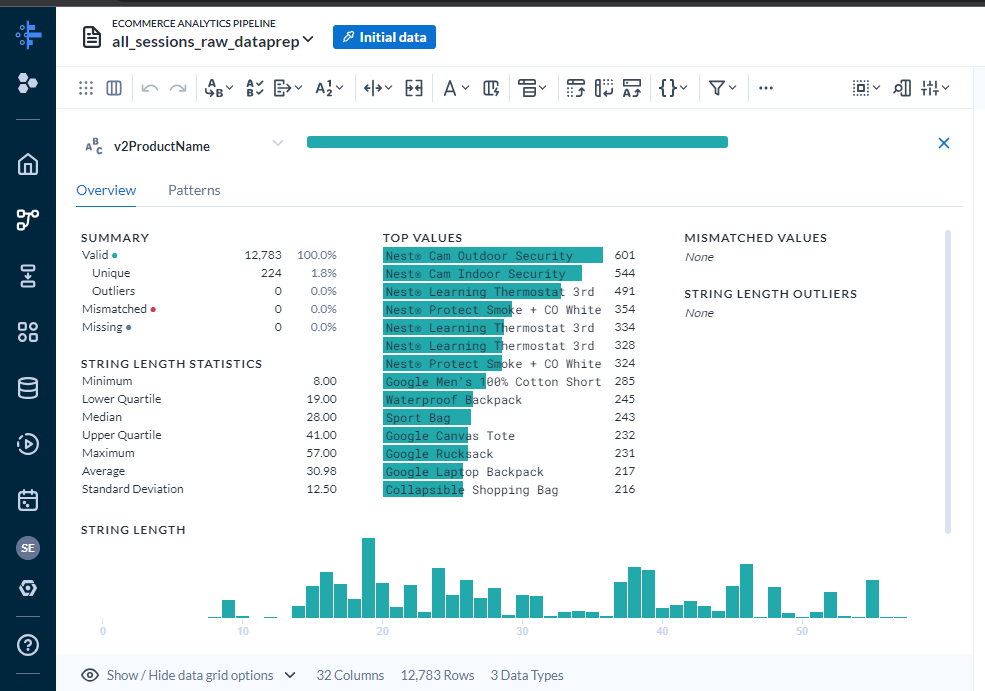 ECOMMERCE ANALYTICS PIPELINE
all_sessions_raw_dataprep
Initial data
v2ProductName
Overview Patterns
SUMMARY
Valid 12,783 100.0%
Unique 224 1.8%
Outliers 0 0.0%
Mismatched 0 0.0%
Missing 0 0.0%
STRING LENGTH STATISTICS
Minimum 8.00
Lower Quartile 19.00
Median 28.00
Upper Quartile 41.00
Maximum 57.00
Average 30.98
Standard Deviation 12.50
TOP VALUES
Nest® Cam Outdoor Security 601
Nest® Cam Indoor Security 544
Nest® Learning Thermostat 3rd 491
Nest® Protect Smoke + CO White 354
Nest® Learning Thermostat 3rd 334
Nest® Learning Thermostat 3rd 328
Nest® Protect Smoke + CO White 324
Google Men's 100% Cotton Short 285
Waterproof Backpack 245
Sport Bag 243
Google Canvas Tote 232
Google Rucksack 231
Google Laptop Backpack 217
Collapsible Shopping Bag 216
MISMATCHED VALUES
None
STRING LENGTH OUTLIERS
None
STRING LENGTH
0 10 20 30 40 50
SE
Show / Hide data grid options 32 Columns 12,783 Rows 3 Data Types